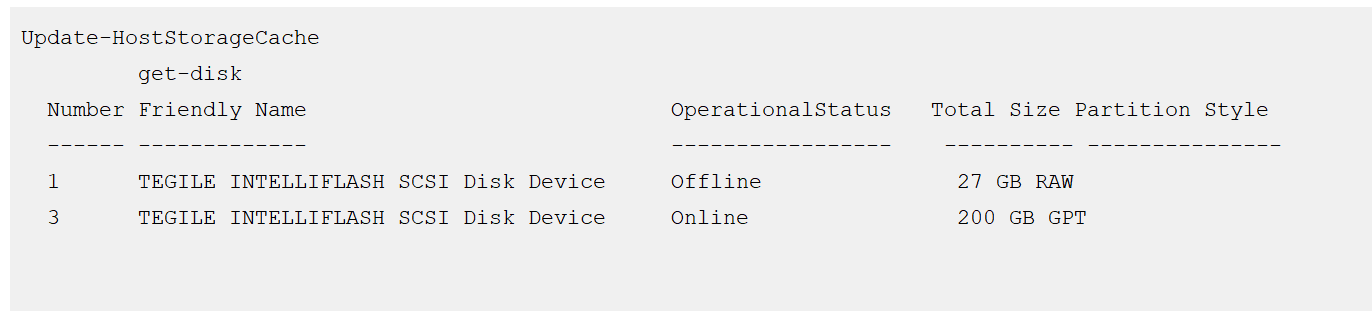 Update-HostStorageCache
get-disk
Number Friendly Name OperationalStatus Total Size Partition Style
------ ------------- ----------------- ---------- ---------------
1 TEGILE INTELLIFLASH SCSI Disk Device Offline 27 GB RAW
3 TEGILE INTELLIFLASH SCSI Disk Device Online 200 GB GPT